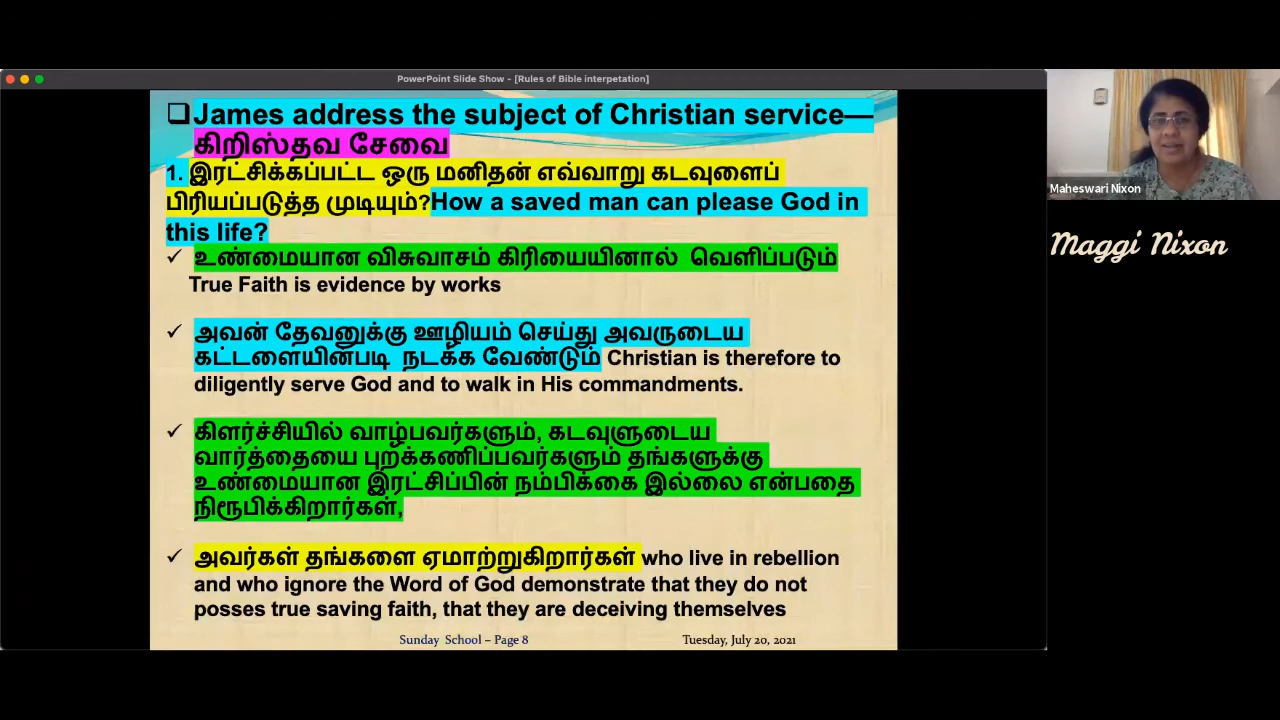 PowerPoint Slide Show - [Rules of Bible interpetation]
James address the subject of Christian service—
கிறிஸ்தவ சேவை
1. இரட்சிக்கப்பட்ட ஒரு மனிதன் எவ்வாறு கடவுளைப்
பிரியப்படுத்த முடியும்?How a saved man can please God in
this life?
✓ உண்மையான விசுவாசம் கிரியையினால் வெளிப்படும்
True Faith is evidence by works
✓ அவன் தேவனுக்கு ஊழியம் செய்து அவருடைய
கட்டளையின்படி நடக்க வேண்டும் Christian is therefore to
diligently serve God and to walk in His commandments.
✓ கிளர்ச்சியில் வாழ்பவர்களும், கடவுளுடைய
வார்த்தையை புறக்கணிப்பவர்களும் தங்களுக்கு
உண்மையான இரட்சிப்பின் நம்பிக்கை இல்லை என்பதை
நிரூபிக்கிறார்கள்,
✓ அவர்கள் தங்களை ஏமாற்றுகிறார்கள் who live in rebellion
and who ignore the Word of God demonstrate that they do not
posses true saving faith, that they are deceiving themselves
Sunday School – Page 8
Tuesday, July 20, 2021
Maheswari Nixon
Maggi Nixon